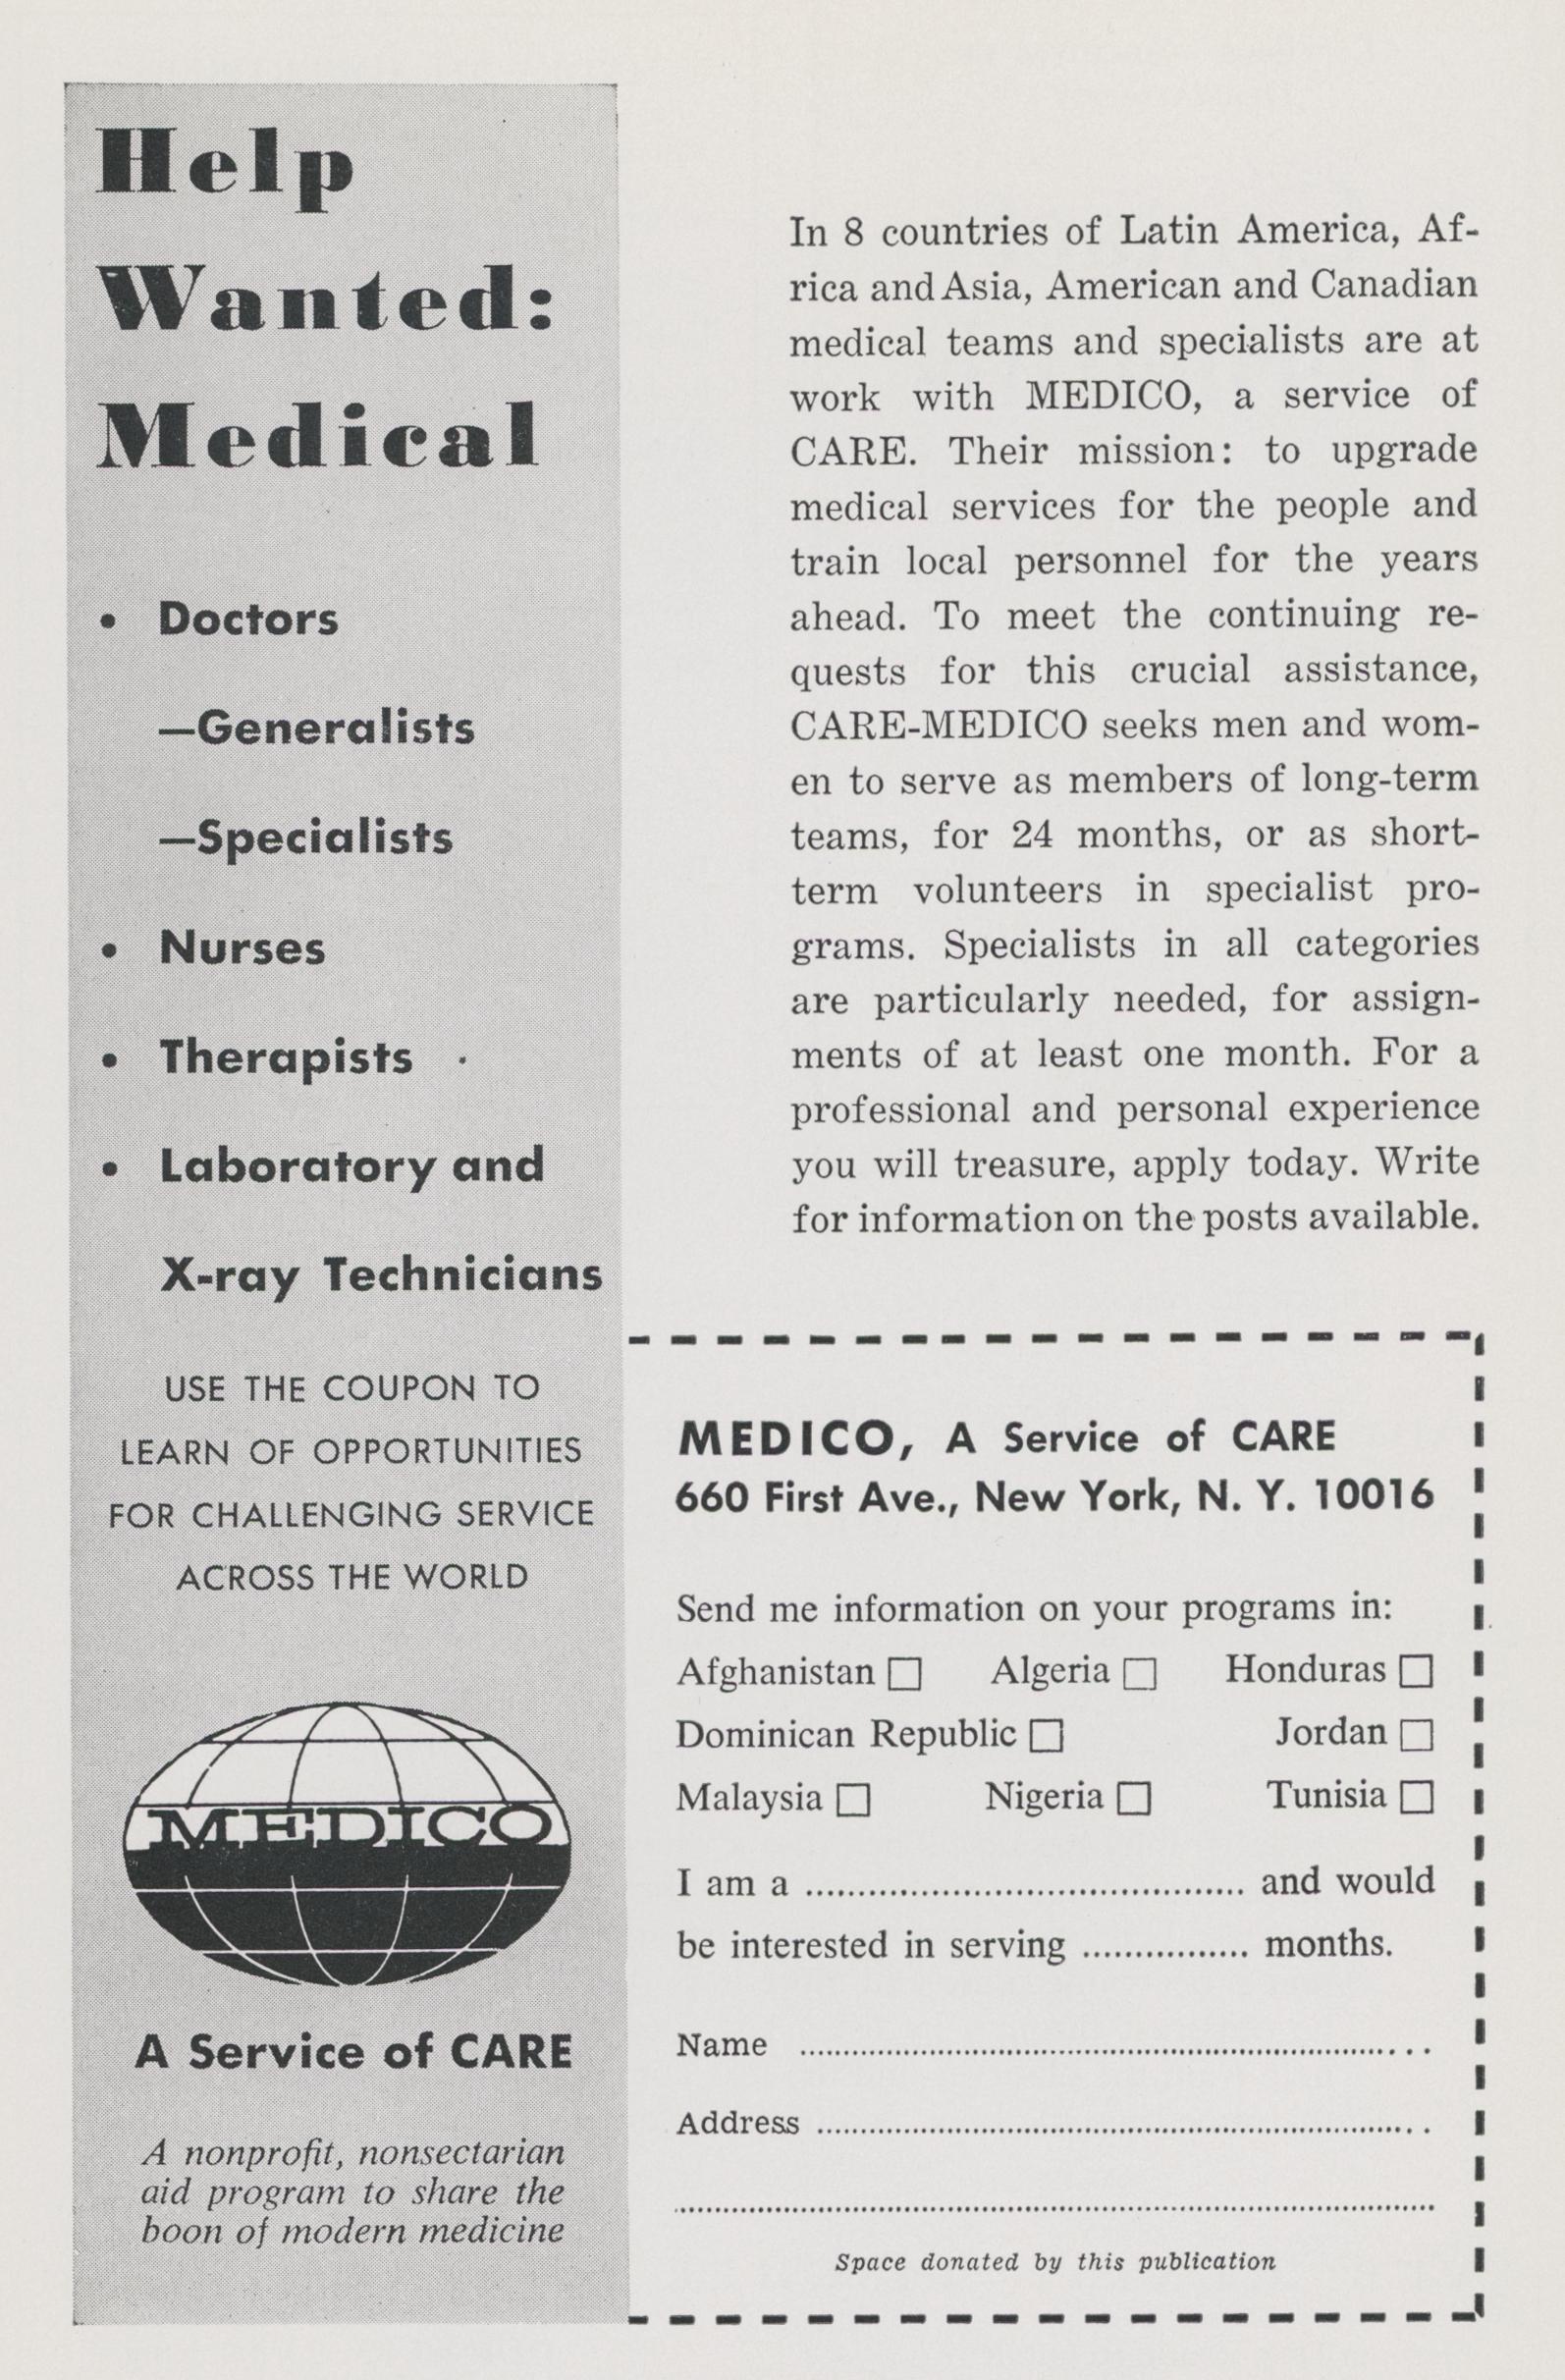 Help
Wanted:
Medical
• Doctors
—Generalists
—Specialists
• Nurses
• Therapists
• Laboratory and
X-ray Technicians
USE THE COUPON TO
LEARN OF OPPORTUNITIES
FOR CHALLENGING SERVICE
ACROSS THE WORLD
MEDICO
A Service of CARE
A nonprofit, nonsectarian
aid program to share the
boon of modern medicine
In 8 countries of Latin America, Af-
rica and Asia, American and Canadian
medical teams and specialists are at
work with MEDICO, a service of
CARE. Their mission: to upgrade
medical services for the people and
train local personnel for the years
ahead. To meet the continuing re-
quests for this crucial assistance,
CARE-MEDICO seeks men and wom-
en to serve as members of long-term
teams, for 24 months, or as short-
term volunteers in specialist pro-
grams. Specialists in all categories
are particularly needed, for assign-
ments of at least one month. For a
professional and personal experience
you will treasure, apply today. Write
for information on the posts available.
MEDICO, A Service of CARE
660 First Ave., New York, N. Y. 10016
Send me information on your programs in:
Afghanistan □ Algeria □ Honduras □
Dominican Republic □ Jordan □
Malaysia □ Nigeria □ Tunisia □
I am a ........................................... and would
be interested in serving ................ months.
Name ...............................................................
Address ...............................................................
...............................................................
Space donated by this publication